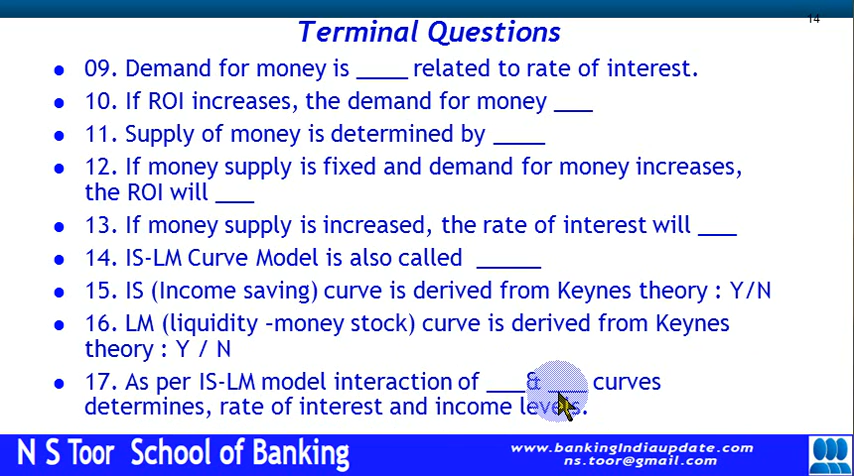 14
Terminal Questions
• 09. Demand for money is ____ related to rate of interest.
• 10. If ROI increases, the demand for money ___
• 11. Supply of money is determined by ____
• 12. If money supply is fixed and demand for money increases,
the ROI will ___
• 13. If money supply is increased, the rate of interest will ___
• 14. IS-LM Curve Model is also called _____
• 15. IS (Income saving) curve is derived from Keynes theory : Y/N
• 16. LM (liquidity –money stock) curve is derived from Keynes
theory : Y / N
• 17. As per IS-LM model interaction of ___& ___ curves
determines, rate of interest and income levels.
N S Toor School of Banking
www.bankingIndiaupdate.com
ns.toor@gmail.com